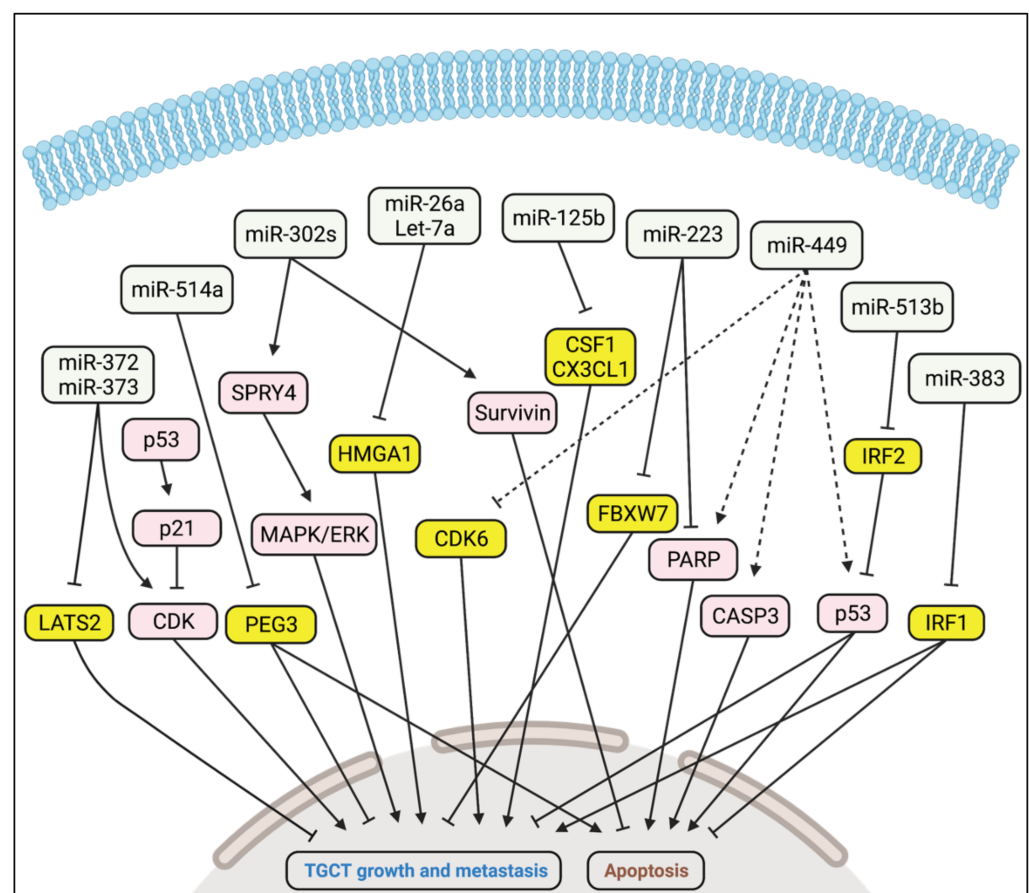 miR-26a
Let-7a
miR-125b
miR-302s
miR-223
miR-449
miR-514a
miR-513b
miR-372
miR-373
CSF1
CX3CL1
miR-383
SPRY4
Survivin
p53
HMGA1
IRF2
p21
MAPK/ERK
CDK6
FBXW7
PARP
LATS2
CDK
PEG3
CASP3
p53
IRF1
TGCT growth and metastasis
Apoptosis